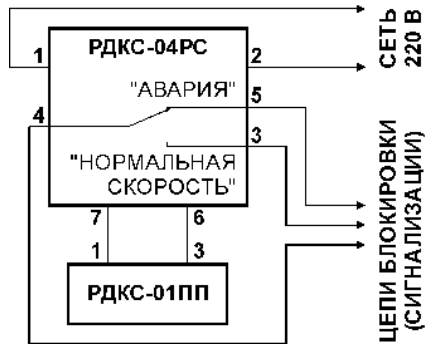 РДКС-04РС
1
2
"АВАРИЯ"
4
5
3
"НОРМАЛЬНАЯ
СКОРОСТЬ"
7
6
1
3
РДКС-01ПП
СЕТЬ
220 В
ЦЕПИ БЛОКИРОВКИ
(СИГНАЛИЗАЦИИ)